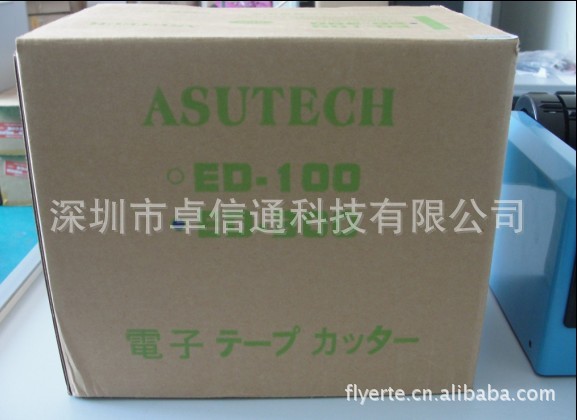 ASUTECH
ED-100
深圳市卓信通科技有限公司
電子 テープ カッター
flyerte.cn.alibaba.com